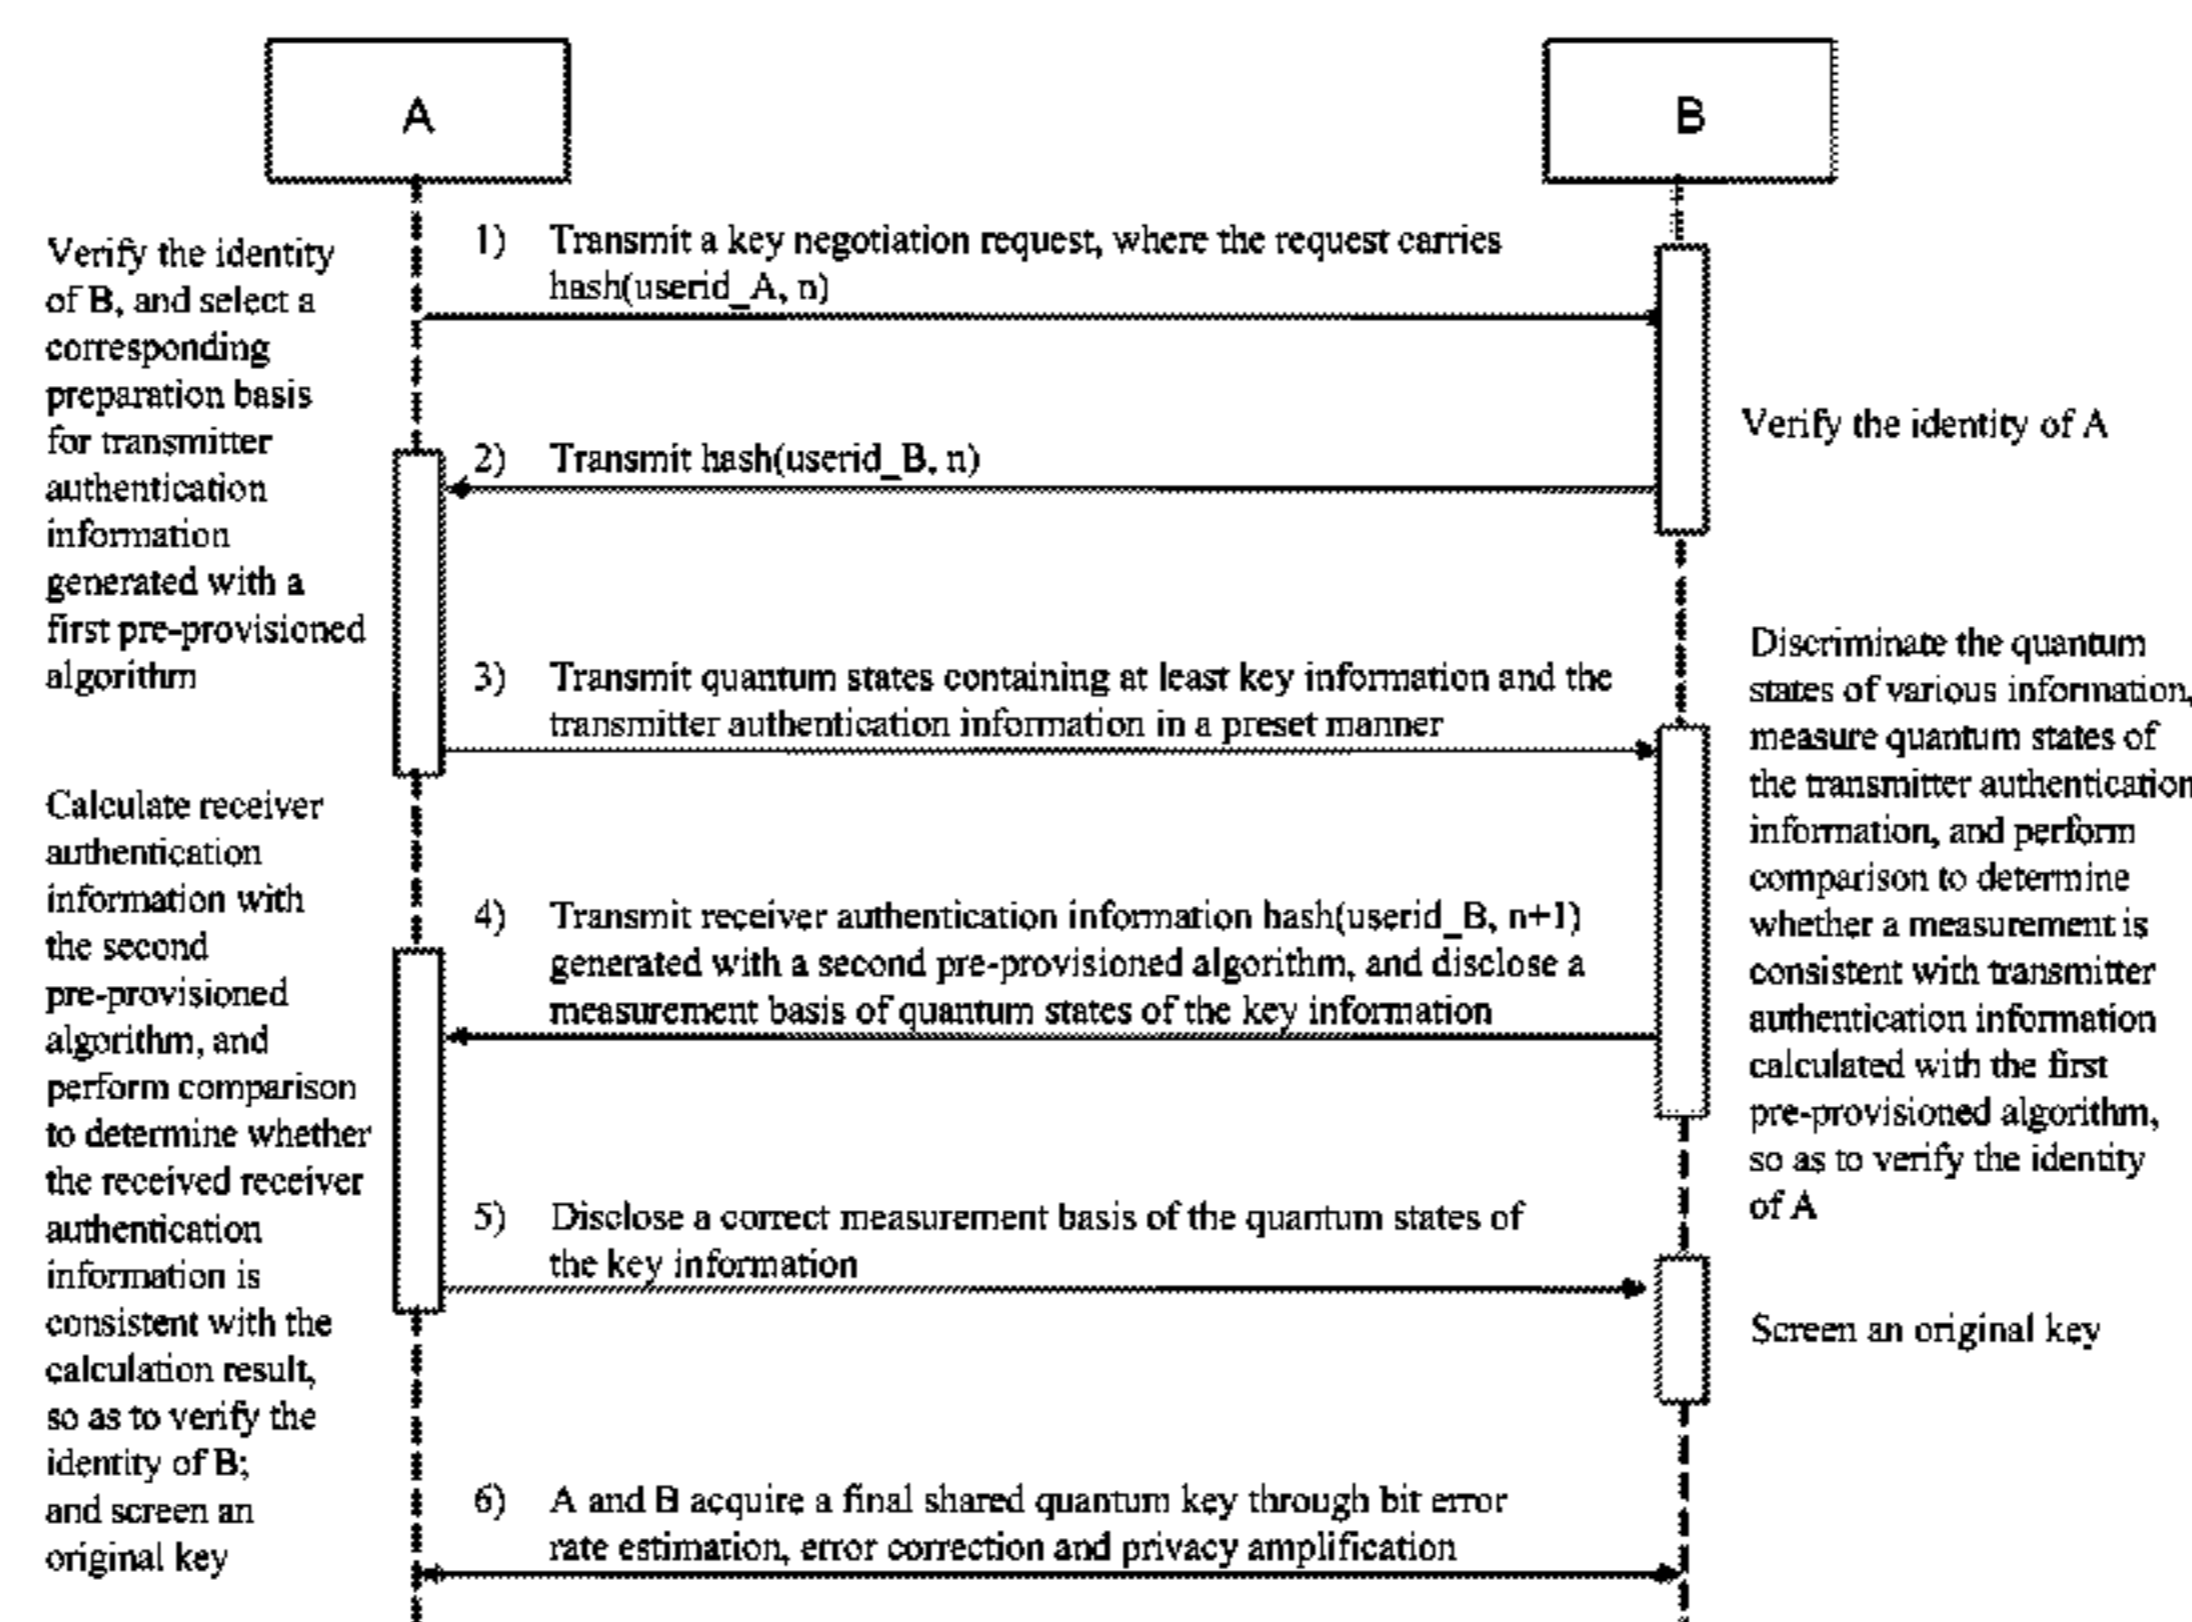 A
B
Verify the identity
of B, and select a
corresponding
preparation basis
for transmitter
authentication
information
generated with a
first pre-provisioned
algorithm
1) Transmit a key negotiation request, where the request carries
hash(userid_A, n)
Verify the identity of A
2) Transmit hash(userid_B, n)
3) Transmit quantum states containing at least key information and the
transmitter authentication information in a preset manner
Discriminate the quantum
states of various information,
measure quantum states of
the transmitter authentication
information, and perform
comparison to determine
whether a measurement is
consistent with transmitter
authentication information
calculated with the first
pre-provisioned algorithm,
so as to verify the identity
of A
Calculate receiver
authentication
information with
the second
pre-provisioned
algorithm, and
perform comparison
to determine whether
the received receiver
authentication
information is
consistent with the
calculation result,
so as to verify the
identity of B;
and screen an
original key
4) Transmit receiver authentication information hash(userid_B, n+1)
generated with a second pre-provisioned algorithm, and disclose a
measurement basis of quantum states of the key information
5) Disclose a correct measurement basis of the quantum states of
the key information
Screen an original key
6) A and B acquire a final shared quantum key through bit error
rate estimation, error correction and privacy amplification